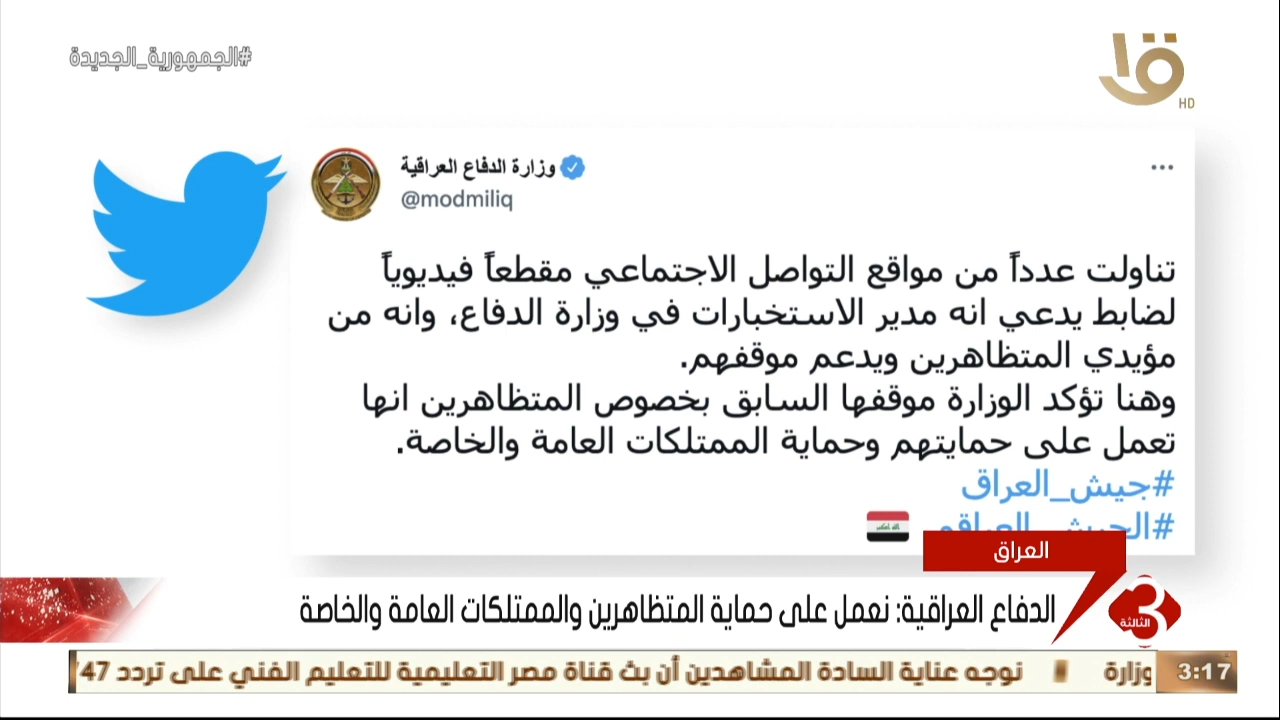 #الجمهورية_الجديدة
HD
وزارة الدفاع العراقية
@modmiliq
تناولت عدداً من مواقع التواصل الاجتماعي مقطعاً فيديوياً
لضابط يدعي انه مدير الاستخبارات في وزارة الدفاع، وانه من
مؤيدي المتظاهرين ويدعم موقفهم.
وهنا تؤكد الوزارة موقفها السابق بخصوص المتظاهرين انها
تعمل على حمايتهم وحماية الممتلكات العامة والخاصة.
#جيش_العراق
#الجيش_العراقي
العراق
الدفاع العراقية: نعمل على حماية المتظاهرين والممتلكات العامة والخاصة
3 الثالثة
3:17 وزارة نوجه عناية السادة المشاهدين أن بث قناة مصر التعليمية للتعليم الفني على تردد 47